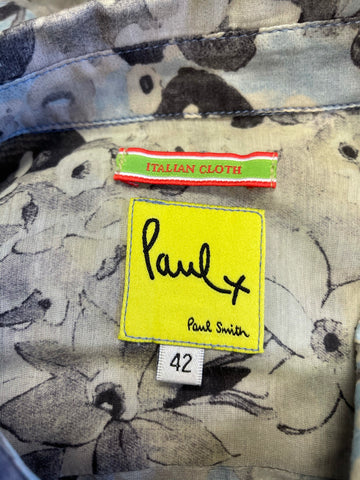 ITALIAN CLOTH
Paul x
Paul Smith
42